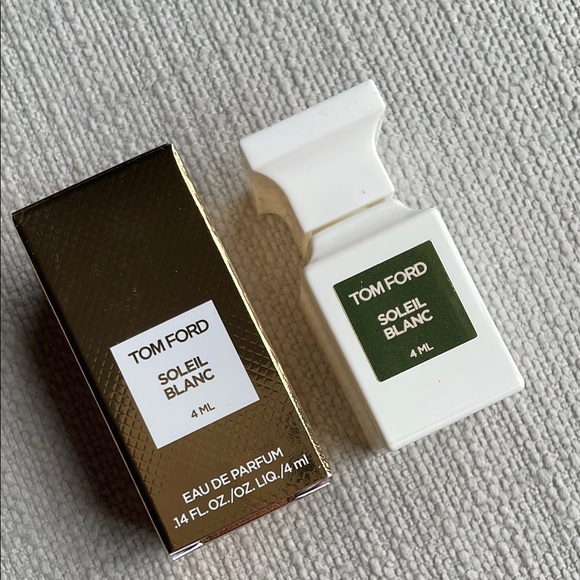 TOM FORD
SOLEIL
BLANC
4 ML
EAU DE PARFUM
.14 FL. OZ./OZ. LIQ./4 ml
TOM FORD
SOLEIL
BLANC
4 ML